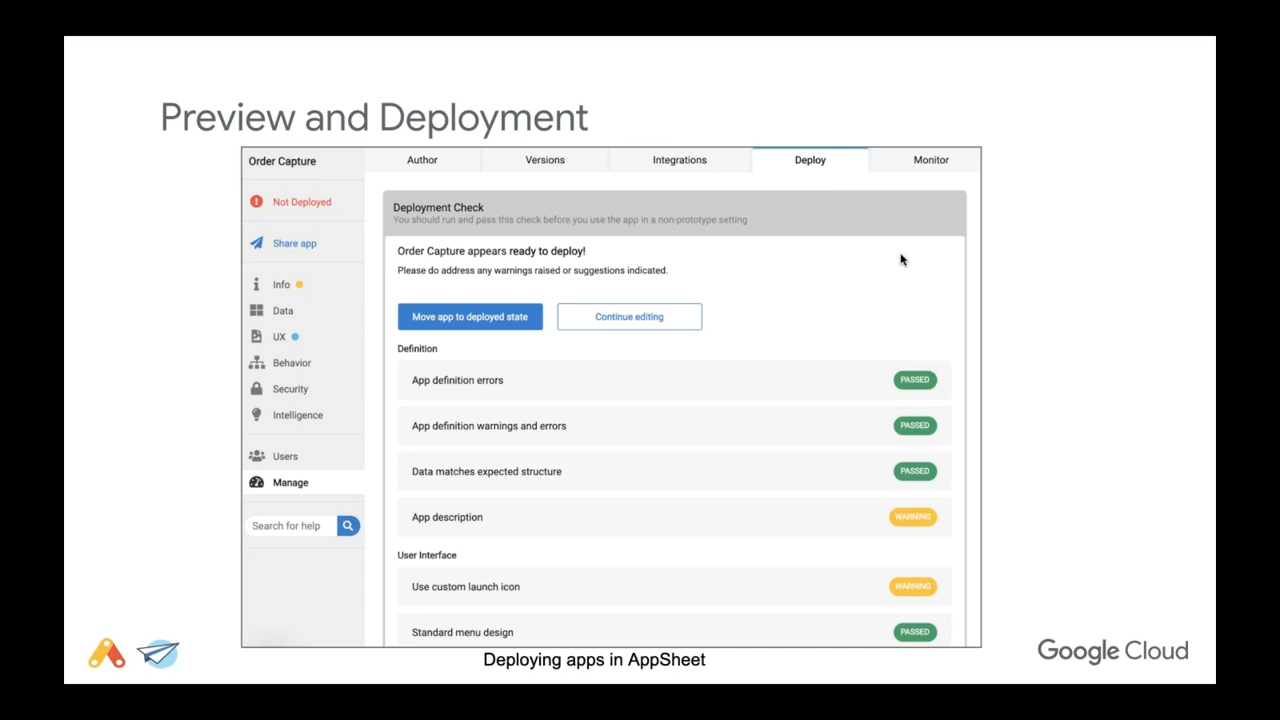 Preview and Deployment
Order Capture
Author
Versions
Integrations
Deploy
Monitor
Not Deployed
Share app
Info
Data
UX
Behavior
Security
Intelligence
Users
Manage
Search for help
Deployment Check
You should run and pass this check before you use the app in a non-prototype setting
Order Capture appears ready to deploy!
Please do address any warnings raised or suggestions indicated.
Move app to deployed state
Continue editing
Definition
App definition errors
PASSED
App definition warnings and errors
PASSED
Data matches expected structure
PASSED
App description
WARNING
User Interface
Use custom launch icon
WARNING
Standard menu design
PASSED
Deploying apps in AppSheet
Google Cloud